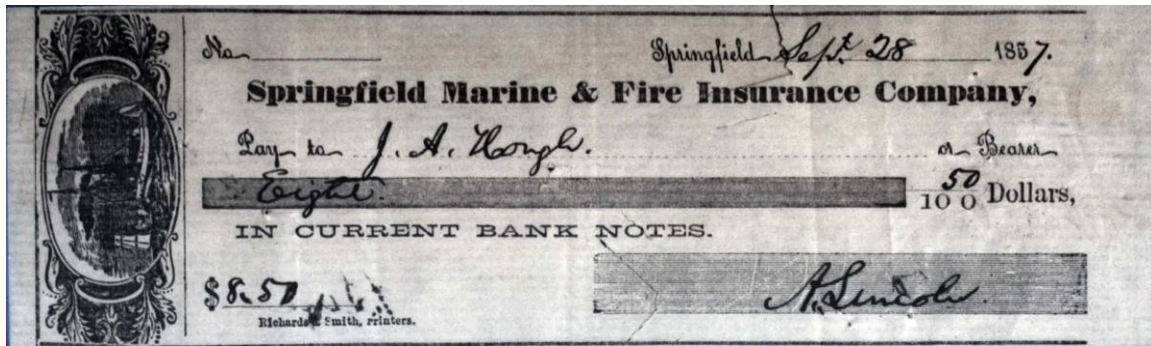 No Springfield Sept. 28 1857.
Springfield Marine & Fire Insurance Company,
Pay to J. A. Hough. or Bearer
Eight 50/100 Dollars,
IN CURRENT BANK NOTES.
$8.50 A. Lincoln.
Richards & Smith, printers.